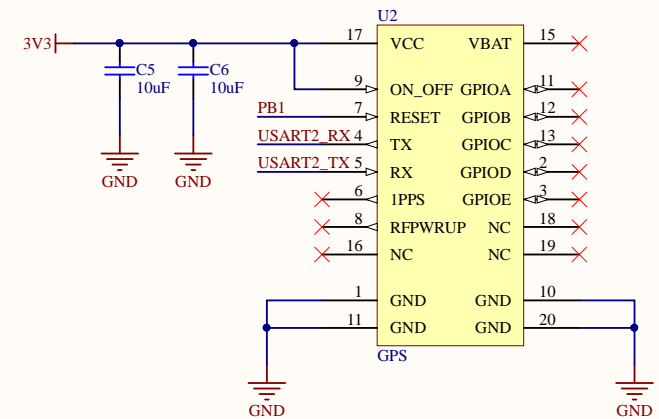 U2
3V3
17 VCC VBAT 15
C5 C6
10uF 10uF
9 ON_OFF GPIOA 11
PB1 7 RESET GPIOB 12
USART2_RX 4 TX GPIOC 13
USART2_TX 5 RX GPIOD 2
6 1PPS GPIOE 3
8 RFPWRUP NC 18
16 NC NC 19
GND GND
1 GND GND 10
11 GND GND 20
GPS
GND GND